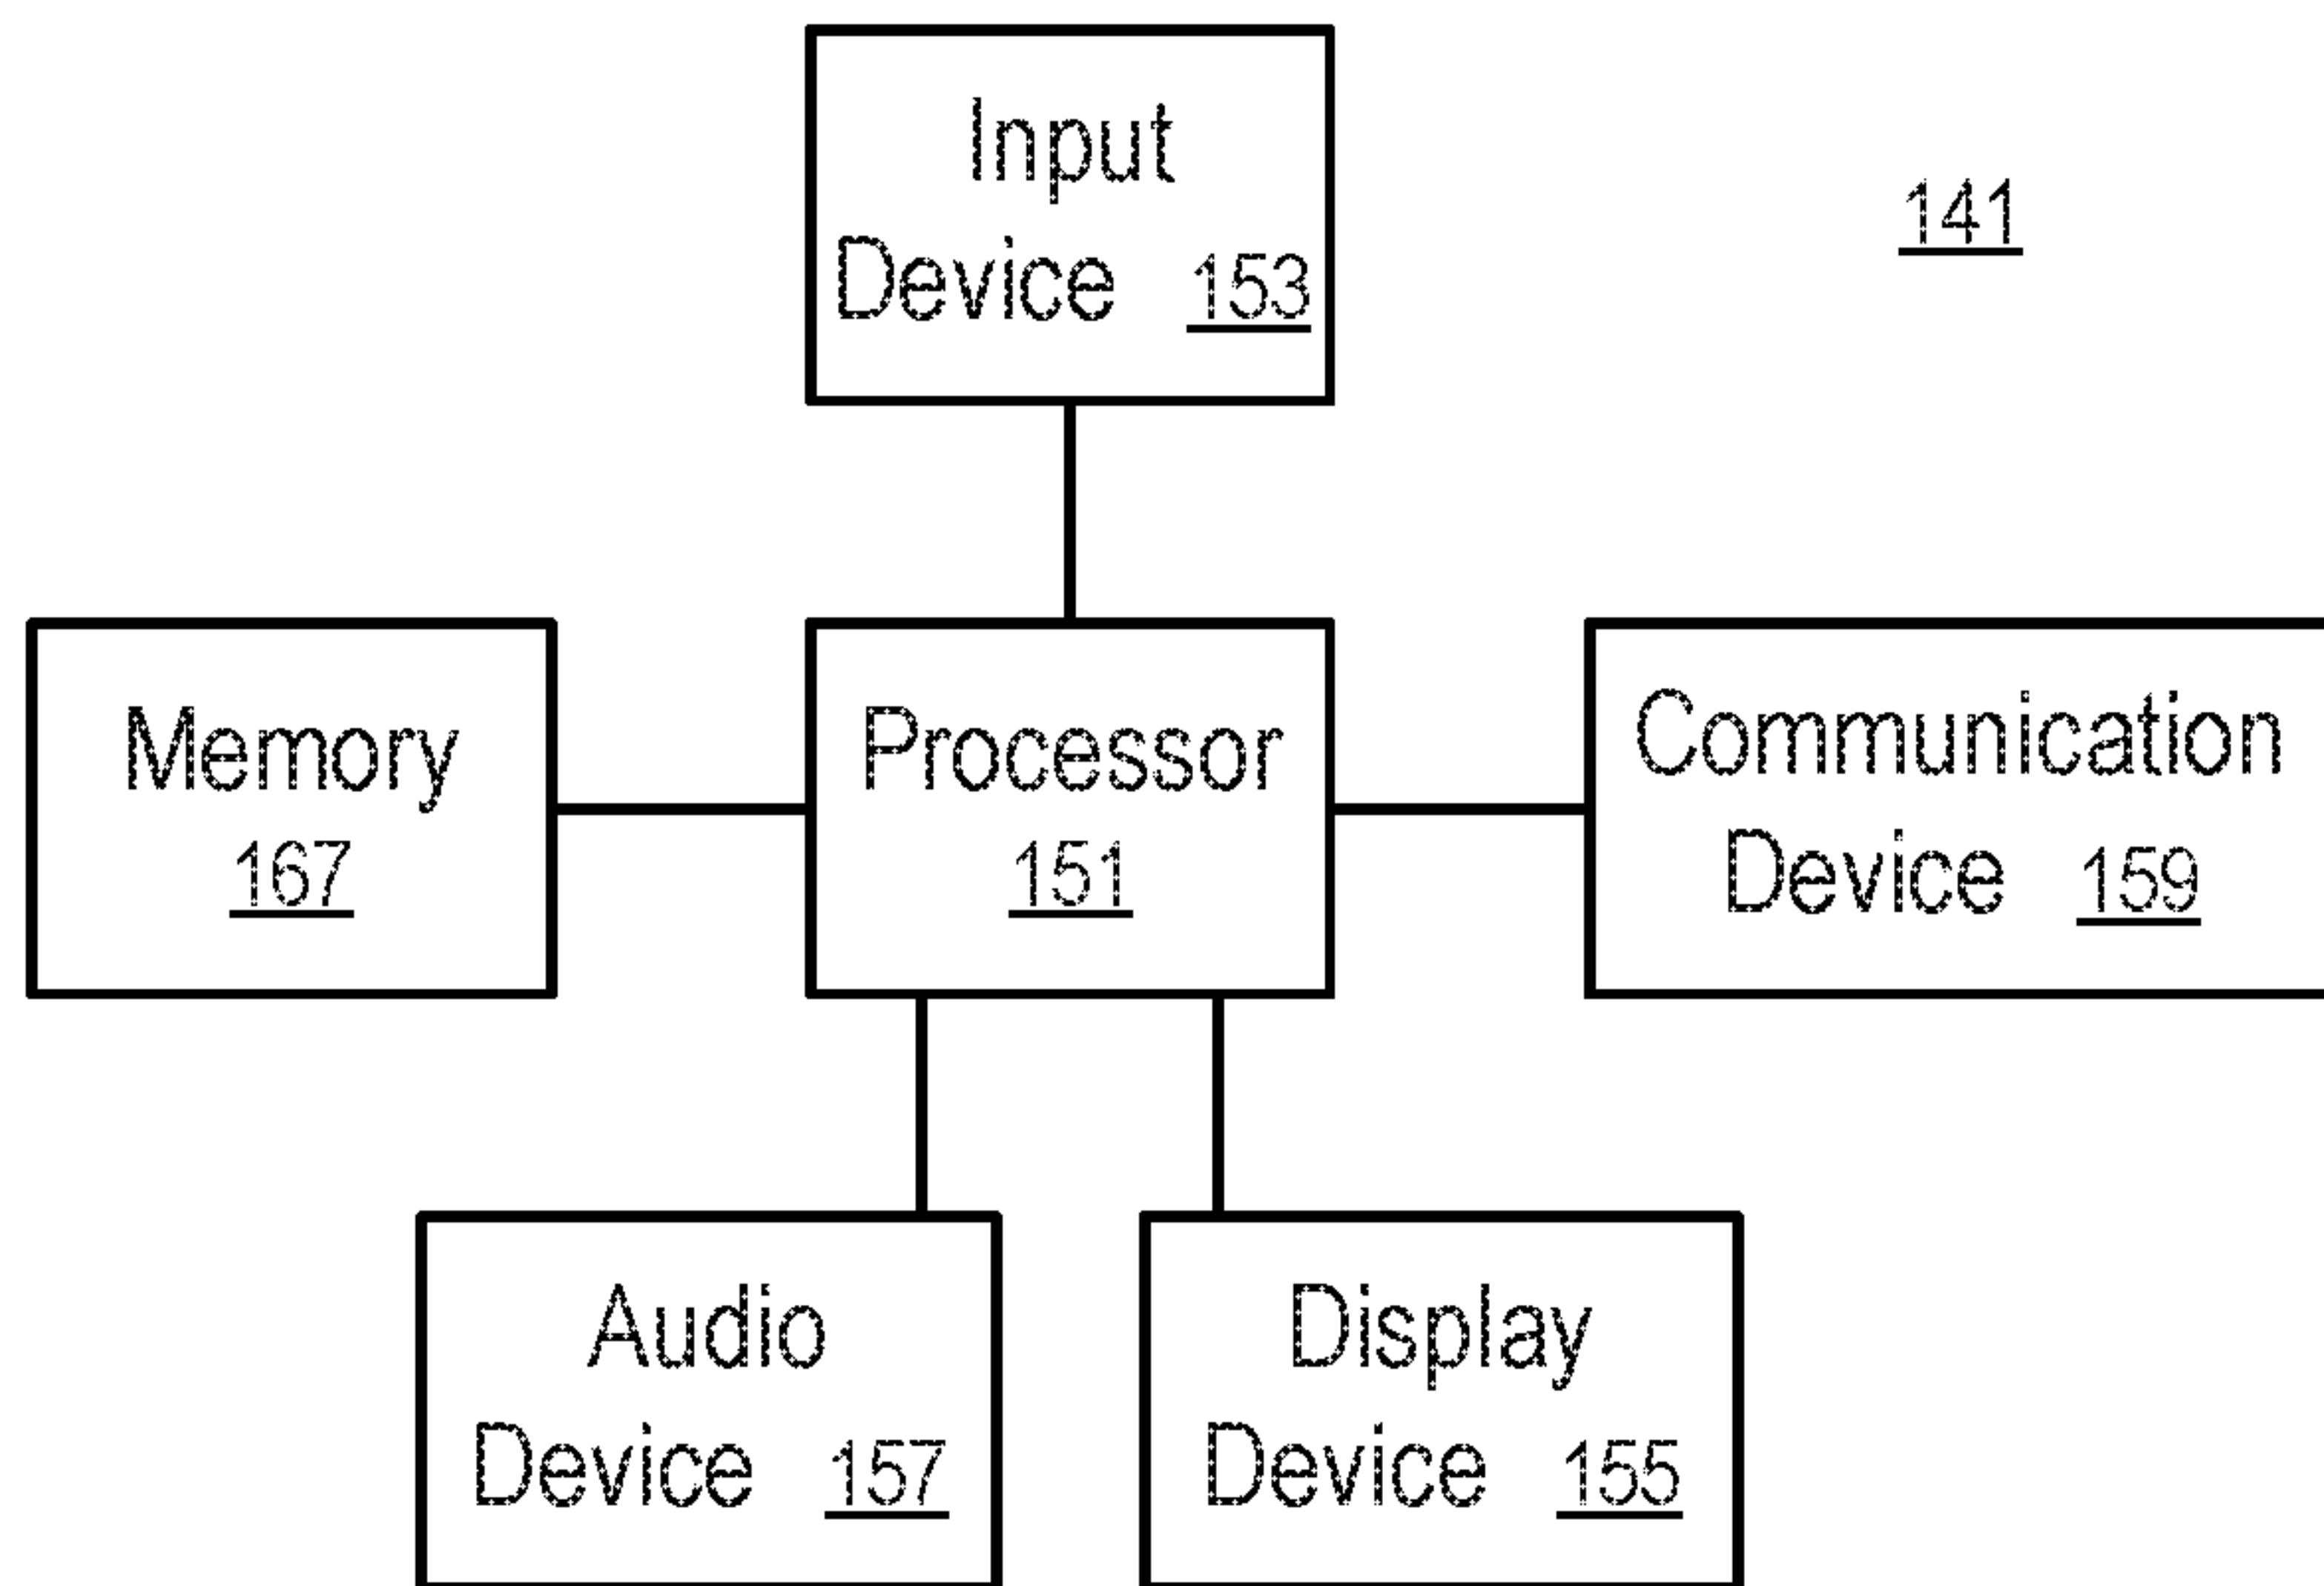 Input
Device 153
141
Memory
167
Processor
151
Communication
Device 159
Audio
Device 157
Display
Device 155